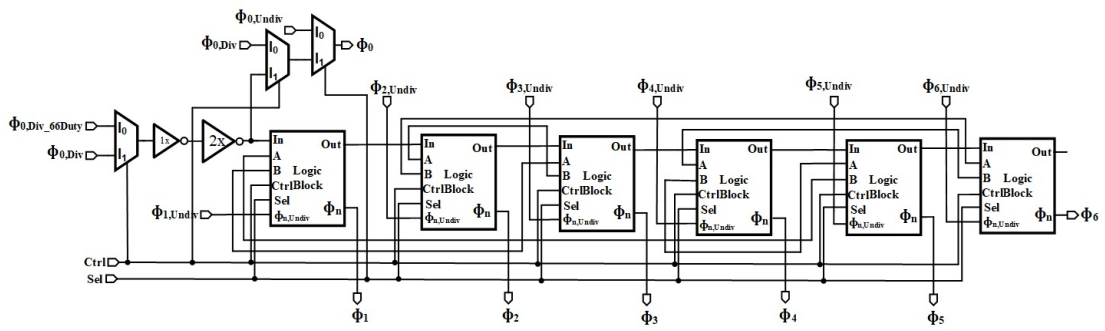 Φ0,Undiv
I0
I1
Φ0
Φ0,Div
I0
I1
Φ2,Undiv
Φ3,Undiv
Φ4,Undiv
Φ5,Undiv
Φ6,Undiv
Φ0,Div_66Duty
Φ0,Div
I0
I1
1x
2x
In Out
A
B Logic
CtrlBlock
Sel
Φn,Undiv Φn
In Out
A
B Logic
CtrlBlock
Sel
Φn,Undiv Φn
In Out
A
B Logic
CtrlBlock
Sel
Φn,Undiv Φn
In Out
A
B Logic
CtrlBlock
Sel
Φn,Undiv Φn
In Out
A
B Logic
CtrlBlock
Sel
Φn,Undiv Φn
In Out
A
B Logic
CtrlBlock
Sel
Φn,Undiv Φn
Φ1,Undiv
Φ6
Ctrl
Sel
Φ1
Φ2
Φ3
Φ4
Φ5